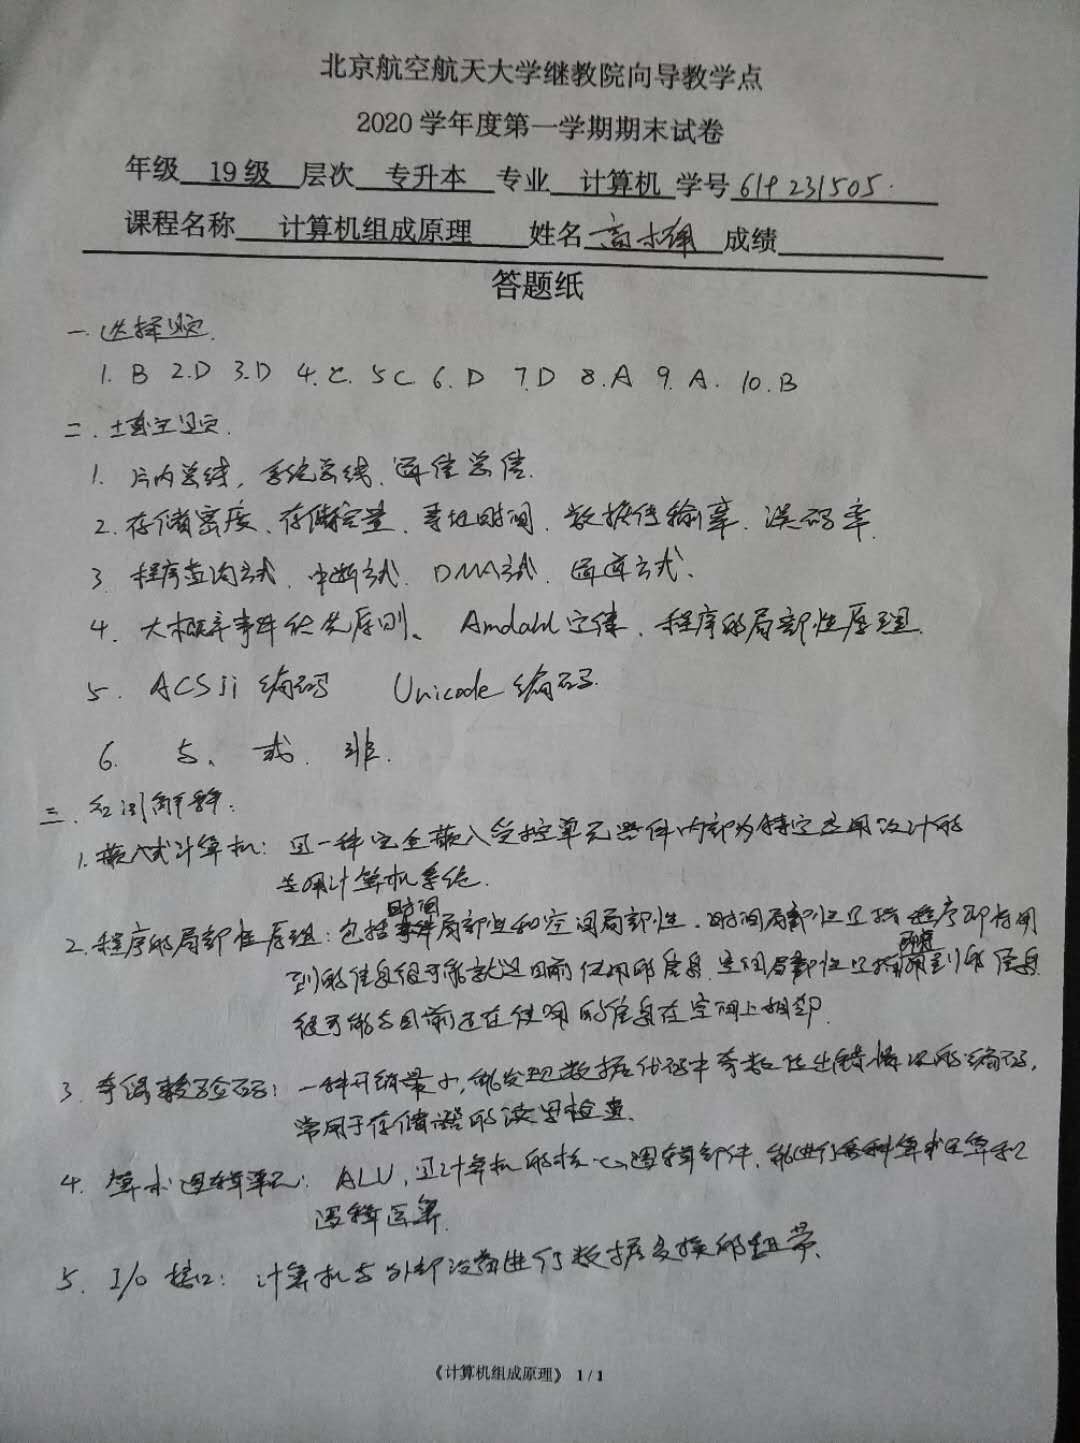 北京航空航天大学继教院向导教学点
2020 学年度第一学期期末试卷
年级 19级 层次 专升本 专业 计算机 学号 619231505.
课程名称 计算机组成原理 姓名 高 成绩
答题纸
一. 选择题.
1. B 2.D 3.D 4.C. 5C 6.D 7.D 8.A 9.A. 10.B
二. 填空题.
1. 片内总线, 系统总线、通信总信.
2. 存储密度、存储容量、寻址时间、数据传输率、误码率.
3. 程序查询方式、中断方式. DMA方式、通道方式、
4. 大概率事件优先原则、Amdahl定律、程序的局部性原理.
5. ACSii编码 Unicode编码.
6. 与、或、非.
三. 名词解释:
1. 嵌入式计算机: 是一种完全嵌入受控单元器件内部为特定应用设计的
专用计算机系统.
2. 程序的局部性原理: 包括时间局部性和空间局部性. 时间局部性是指程序即将用
到的信息很可能就是目前使用的信息. 空间局部性是指即将用到的信息
很可能与目前正在使用的信息在空间上相邻.
3. 奇偶校验码: 一种开销最小, 能发现数据代码中奇数位出错情况的编码,
常用于存储器的读写检查.
4. 算术逻辑单元: ALU, 是计算机的核心逻辑部件, 能进行各种算术运算和
逻辑运算.
5. I/O接口: 计算机与外部设备进行数据交换的纽带、
《计算机组成原理》 1 / 1